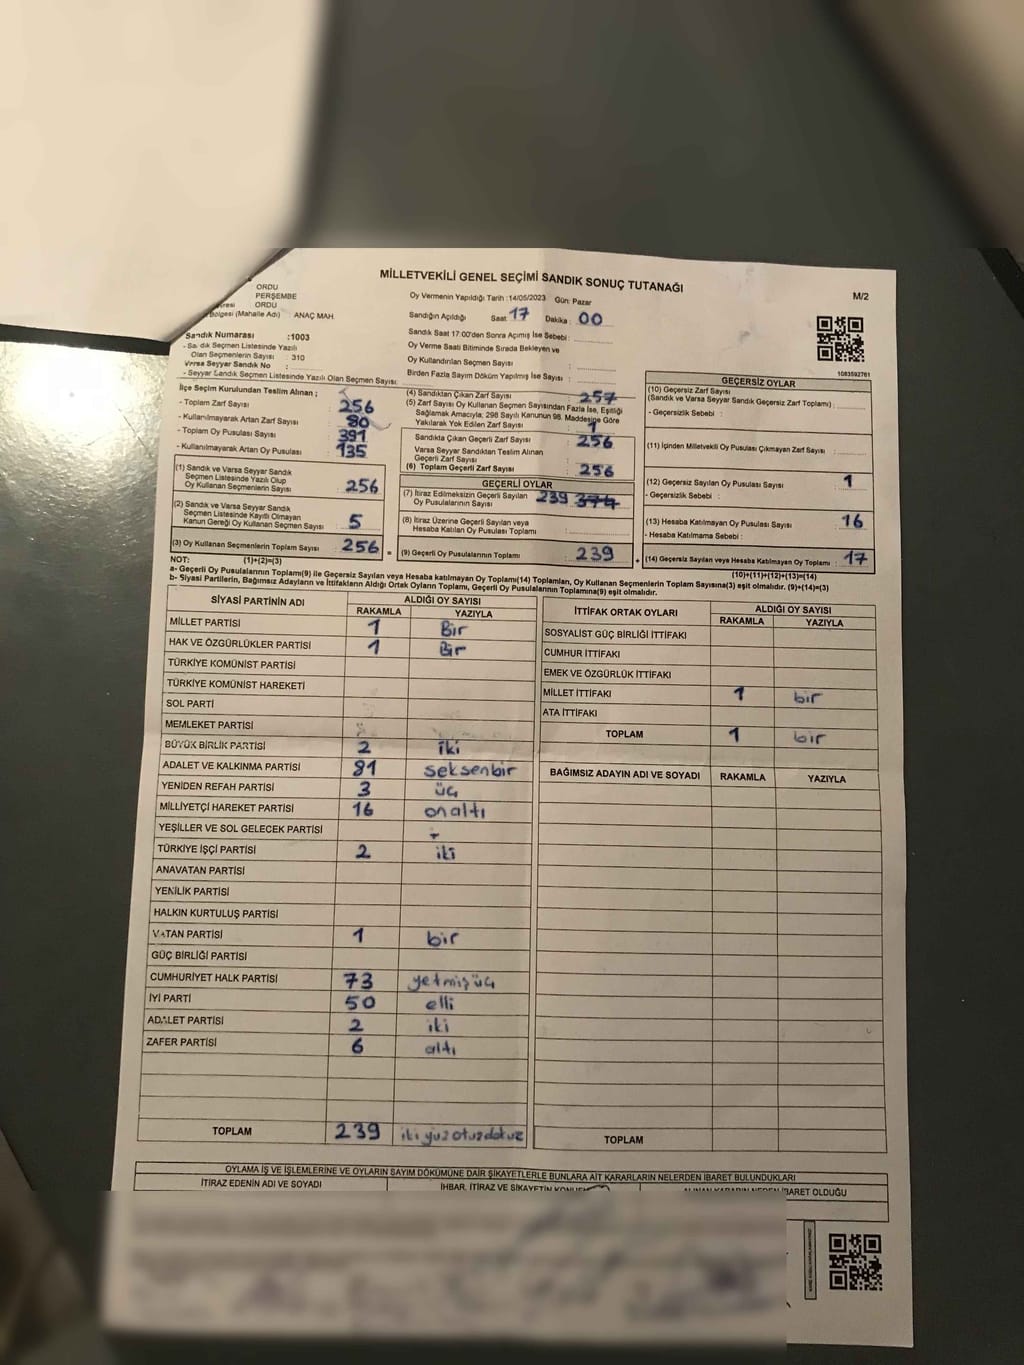 MİLLETVEKİLİ GENEL SEÇİMİ SANDIK SONUÇ TUTANAĞI
M/2
ORDU
PERŞEMBE
ORDU
Bölgesi (Mahalle Adı) ANAÇ MAH.
Oy Vermenin Yapıldığı Tarih :14/05/2023 Gün: Pazar
Sandığın Açıldığı Saat 17 Dakika : 00
Sandık Saat 17:00'den Sonra Açımış İse Sebebi :
Oy Verme Saati Bitiminde Sırada Bekleyen ve
Oy Kullandırılan Seçmen Sayısı :
Birden Fazla Sayım Döküm Yapılmış İse Sayısı :
Sandık Numarası :1003
- Sandık Seçmen Listesinde Yazılı
Olan Seçmenlerin Sayısı : 310
Varsa Seyyar Sandık No :
- Seyyar Sandık Seçmen Listesinde Yazılı Olan Seçmen Sayısı:
1083592761
İlçe Seçim Kurulundan Teslim Alınan ;
- Toplam Zarf Sayısı : 256
- Kullanılmayarak Artan Zarf Sayısı : 80
- Toplam Oy Pusulası Sayısı : 391
- Kullanılmayarak Artan Oy Pusulası : 135
(1) Sandık ve Varsa Seyyar Sandık
Seçmen Listesinde Yazılı Olup
Oy Kullanan Seçmenlerin Sayısı : 256
(2) Sandık ve Varsa Seyyar Sandık
Seçmen Listesinde Kayıtlı Olmayan
Kanun Gereği Oy Kullanan Seçmen Sayısı : 5
(3) Oy Kullanan Seçmenlerin Toplam Sayısı : 256
(1)+(2)=(3)
(4) Sandıktan Çıkan Zarf Sayısı : 257
(5) Zarf Sayısı Oy Kullanan Seçmen Sayısından Fazla İse, Eşitliği
Sağlamak Amacıyla; 298 Sayılı Kanunun 98. Maddesine Göre
Yakılarak Yok Edilen Zarf Sayısı : 1
Sandıkta Çıkan Geçerli Zarf Sayısı : 256
Varsa Seyyar Sandıktan Teslim Alınan
Geçerli Zarf Sayısı :
(6) Toplam Geçerli Zarf Sayısı : 256
GEÇERLİ OYLAR
(7) İtiraz Edilmeksizin Geçerli Sayılan
Oy Pusulalarının Sayısı : 239 374
(8) İtiraz Üzerine Geçerli Sayılan veya
Hesaba Katılan Oy Pusulası Toplamı :
= (9) Geçerli Oy Pusulalarının Toplamı : 239
GEÇERSİZ OYLAR
(10) Geçersiz Zarf Sayısı
(Sandık ve Varsa Seyyar Sandık Geçersiz Zarf Toplamı) :
- Geçersizlik Sebebi :
(11) İçinden Milletvekili Oy Pusulası Çıkmayan Zarf Sayısı :
(12) Geçersiz Sayılan Oy Pusulası Sayısı : 1
- Geçersizlik Sebebi :
(13) Hesaba Katılmayan Oy Pusulası Sayısı : 16
- Hesaba Katılmama Sebebi :
+ (14) Geçersiz Sayılan veya Hesaba Katılmayan Oy Toplamı : 17
(10)+(11)+(12)+(13)=(14)
NOT:
a- Geçerli Oy Pusulalarının Toplamı(9) ile Geçersiz Sayılan veya Hesaba katılmayan Oy Toplamı(14) Toplamları, Oy Kullanan Seçmenlerin Toplam Sayısına(3) eşit olmalıdır. (9)+(14)=(3)
b- Siyasi Partilerin, Bağımsız Adayların ve İttifakların Aldığı Ortak Oyların Toplamı, Geçerli Oy Pusulalarının Toplamına(9) eşit olmalıdır.
SİYASİ PARTİNİN ADI ALDIĞI OY SAYISI
RAKAMLA YAZIYLA
MİLLET PARTİSİ 1 Bir
HAK VE ÖZGÜRLÜKLER PARTİSİ 1 Bir
TÜRKİYE KOMÜNİST PARTİSİ
TÜRKİYE KOMÜNİST HAREKETİ
SOL PARTİ
MEMLEKET PARTİSİ
BÜYÜK BİRLİK PARTİSİ 2 iki
ADALET VE KALKINMA PARTİSİ 81 seksenbir
YENİDEN REFAH PARTİSİ 3 üç
MİLLİYETÇİ HAREKET PARTİSİ 16 onaltı
YEŞİLLER VE SOL GELECEK PARTİSİ
TÜRKİYE İŞÇİ PARTİSİ 2 iki
ANAVATAN PARTİSİ
YENİLİK PARTİSİ
HALKIN KURTULUŞ PARTİSİ
VATAN PARTİSİ 1 bir
GÜÇ BİRLİĞİ PARTİSİ
CUMHURİYET HALK PARTİSİ 73 yetmişüç
İYİ PARTİ 50 elli
ADALET PARTİSİ 2 iki
ZAFER PARTİSİ 6 altı
TOPLAM 239 ikiyüzotuzdokuz
İTTİFAK ORTAK OYLARI ALDIĞI OY SAYISI
RAKAMLA YAZIYLA
SOSYALİST GÜÇ BİRLİĞİ İTTİFAKI
CUMHUR İTTİFAKI
EMEK VE ÖZGÜRLÜK İTTİFAKI
MİLLET İTTİFAKI 1 bir
ATA İTTİFAKI
TOPLAM 1 bir
BAĞIMSIZ ADAYIN ADI VE SOYADI RAKAMLA YAZIYLA
TOPLAM
OYLAMA İŞ VE İŞLEMLERİNE VE OYLARIN SAYIM DÖKÜMÜNE DAİR ŞİKAYETLERLE BUNLARA AİT KARARLARIN NELERDEN İBARET BULUNDUKLARI
İTİRAZ EDENİN ADI VE SOYADI
İHBAR, İTİRAZ VE ŞİKAYETİN KONUSU
ALINAN KARARIN NEDEN İBARET OLDUĞU